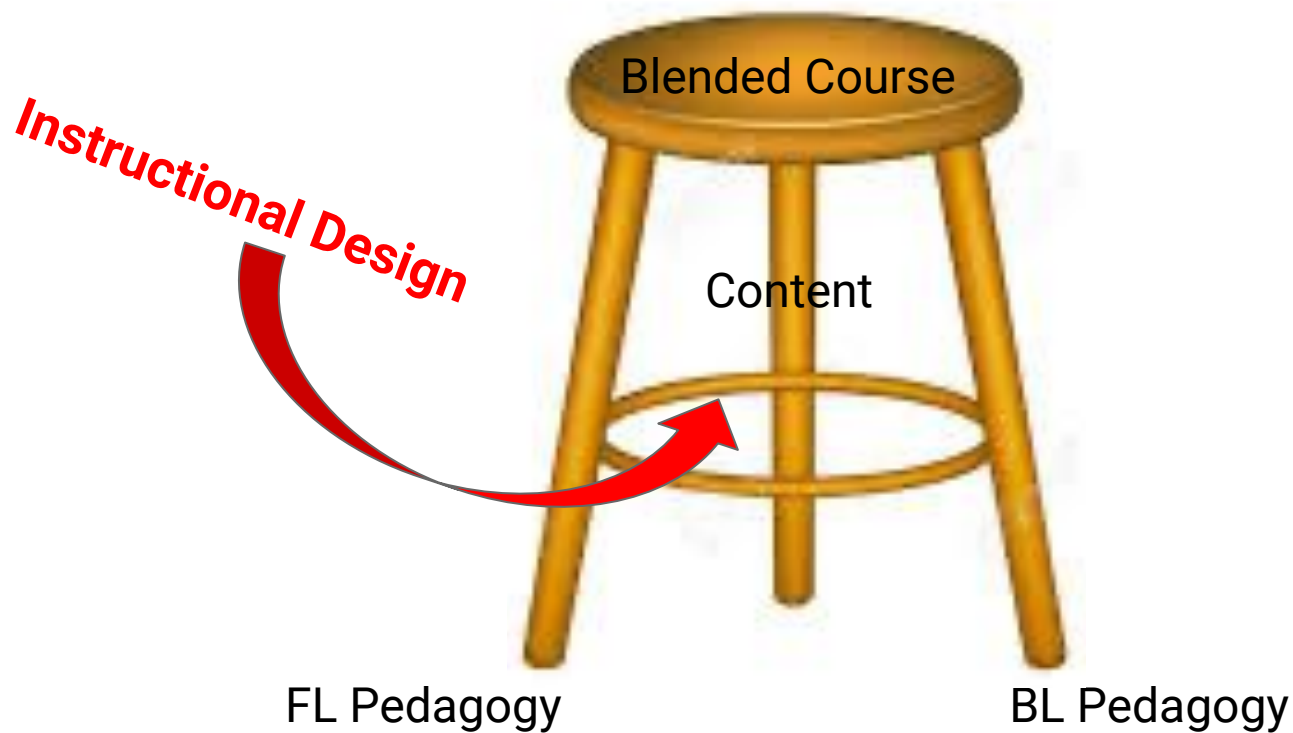 Blended Course
Instructional Design
Content
FL Pedagogy
BL Pedagogy